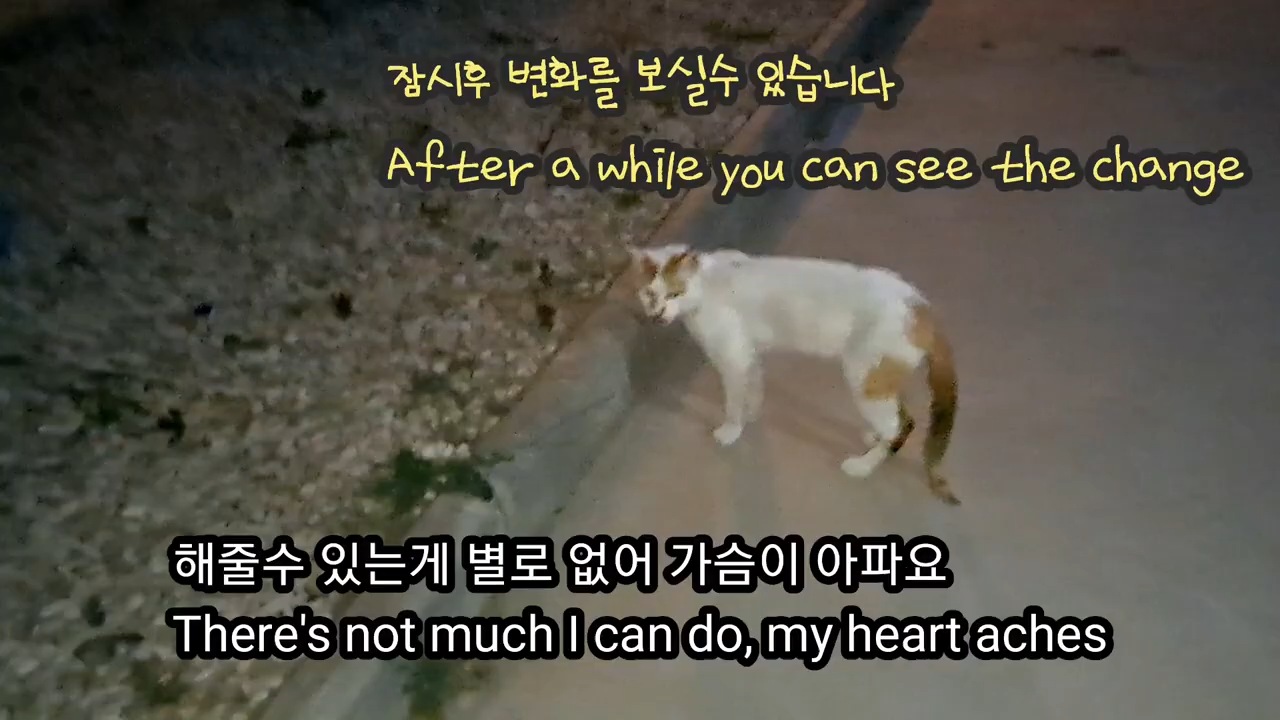 잠시후 변화를 보실수 있습니다
After a while you can see the change
해줄수 있는게 별로 없어 가슴이 아파요
There's not much I can do, my heart aches